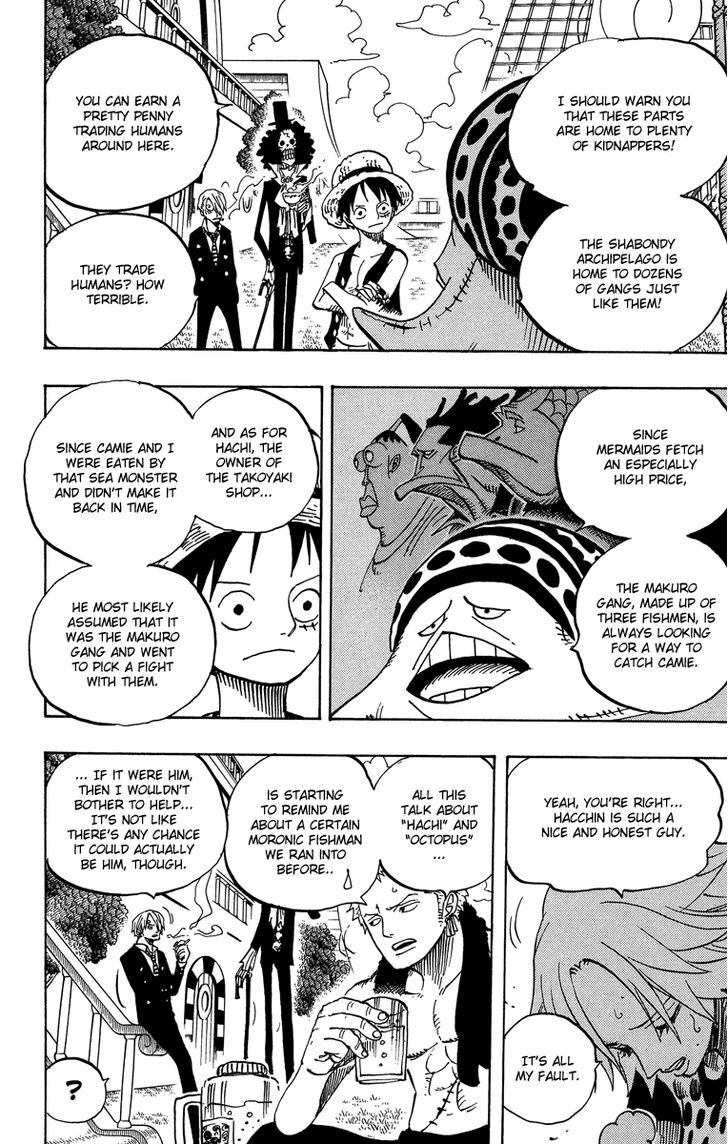 I SHOULD WARN YOU
THAT THESE PARTS
ARE HOME TO PLENTY
OF KIDNAPPERS!
THE SHABONDY
ARCHIPELAGO IS
HOME TO DOZENS
OF GANGS JUST
LIKE THEM!
YOU CAN EARN A
PRETTY PENNY
TRADING HUMANS
AROUND HERE.
THEY TRADE
HUMANS? HOW
TERRIBLE.
SINCE
MERMAIDS FETCH
AN ESPECIALLY
HIGH PRICE,
THE MAKURO
GANG, MADE UP OF
THREE FISHMEN, IS
ALWAYS LOOKING
FOR A WAY TO
CATCH CAMIE.
AND AS FOR
HACHI, THE
OWNER OF
THE TAKOYAKI
SHOP...
SINCE CAMIE AND I
WERE EATEN BY
THAT SEA MONSTER
AND DIDN'T MAKE IT
BACK IN TIME,
HE MOST LIKELY
ASSUMED THAT IT
WAS THE MAKURO
GANG AND WENT
TO PICK A FIGHT
WITH THEM.
YEAH, YOU'RE RIGHT...
HACCHIN IS SUCH A
NICE AND HONEST GUY.
IT'S ALL
MY FAULT.
ALL THIS
TALK ABOUT
"HACHI" AND
"OCTOPUS"
...
IS STARTING
TO REMIND ME
ABOUT A CERTAIN
MORONIC FISHMAN
WE RAN INTO
BEFORE..
... IF IT WERE HIM,
THEN I WOULDN'T
BOTHER TO HELP...
IT'S NOT LIKE
THERE'S ANY CHANCE
IT COULD ACTUALLY
BE HIM, THOUGH.
?